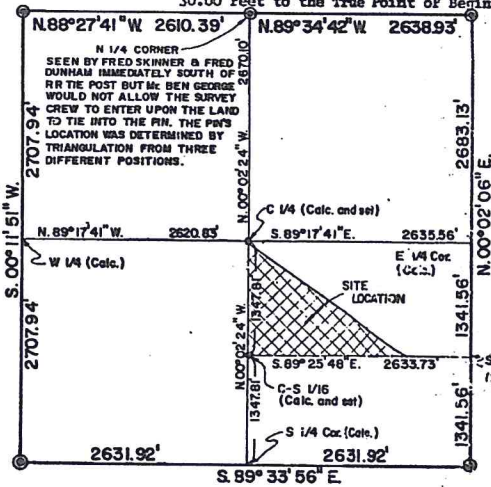 30.00 feet to the True Point of Begin
N.88°27'41"W. 2610.39'
N.89°34'42"W. 2638.93'
N 1/4 CORNER
SEEN BY FRED SKINNER & FRED
DUNHAM IMMEDIATELY SOUTH OF
RR TIE POST BUT Mr. BEN GEORGE
WOULD NOT ALLOW THE SURVEY
CREW TO ENTER UPON THE LAND
TO TIE INTO THE PIN. THE PIN'S
LOCATION WAS DETERMINED BY
TRIANGULATION FROM THREE
DIFFERENT POSITIONS.
2707.94'
2670.10'
2683.13'
S. 00°11'51" W.
N.00°02'24" W.
N.00°02'06" E.
C 1/4 (Calc. and set)
N. 89°17'41" W. 2620.83'
S. 89°17'41"E. 2635.56'
W 1/4 (Calc.)
E 1/4 Cor.
(Calc.)
SITE
LOCATION
2707.94'
N.00°02'24" W.
1347.81'
1341.56'
S.89°25'48"E. 2633.73'
C-S 1/16
(Calc. and set)
1347.81'
1341.56'
S 1/4 Cor. (Calc.)
2631.92'
2631.92'
S. 89°33'56" E.